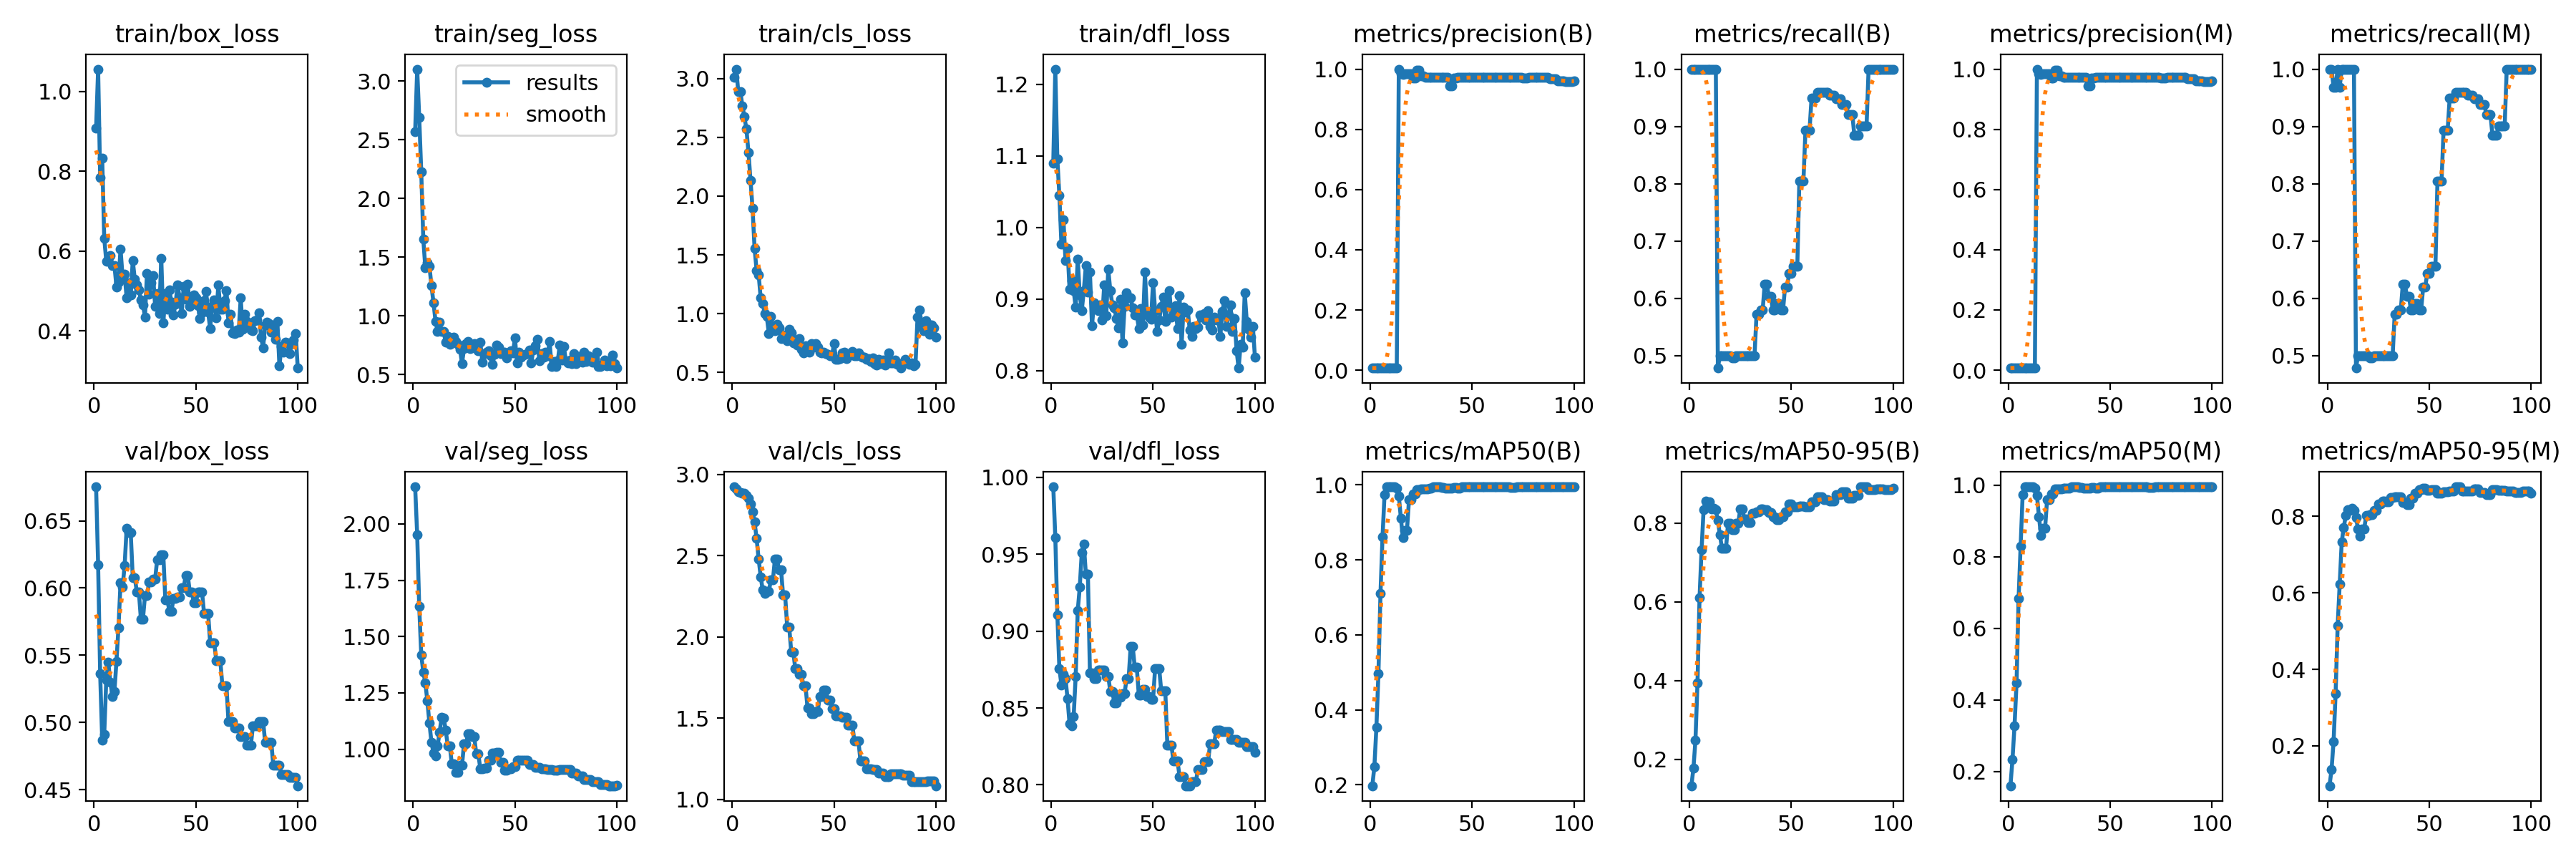 train/box_loss
1.0
0.8
0.6
0.4
0 50 100
train/seg_loss
results
smooth
3.0
2.5
2.0
1.5
1.0
0.5
0 50 100
train/cls_loss
3.0
2.5
2.0
1.5
1.0
0.5
0 50 100
train/dfl_loss
1.2
1.1
1.0
0.9
0.8
0 50 100
metrics/precision(B)
1.0
0.8
0.6
0.4
0.2
0.0
0 50 100
metrics/recall(B)
1.0
0.9
0.8
0.7
0.6
0.5
0 50 100
metrics/precision(M)
1.0
0.8
0.6
0.4
0.2
0.0
0 50 100
metrics/recall(M)
1.0
0.9
0.8
0.7
0.6
0.5
0 50 100
val/box_loss
0.65
0.60
0.55
0.50
0.45
0 50 100
val/seg_loss
2.00
1.75
1.50
1.25
1.00
0 50 100
val/cls_loss
3.0
2.5
2.0
1.5
1.0
0 50 100
val/dfl_loss
1.00
0.95
0.90
0.85
0.80
0 50 100
metrics/mAP50(B)
1.0
0.8
0.6
0.4
0.2
0 50 100
metrics/mAP50-95(B)
0.8
0.6
0.4
0.2
0 50 100
metrics/mAP50(M)
1.0
0.8
0.6
0.4
0.2
0 50 100
metrics/mAP50-95(M)
0.8
0.6
0.4
0.2
0 50 100